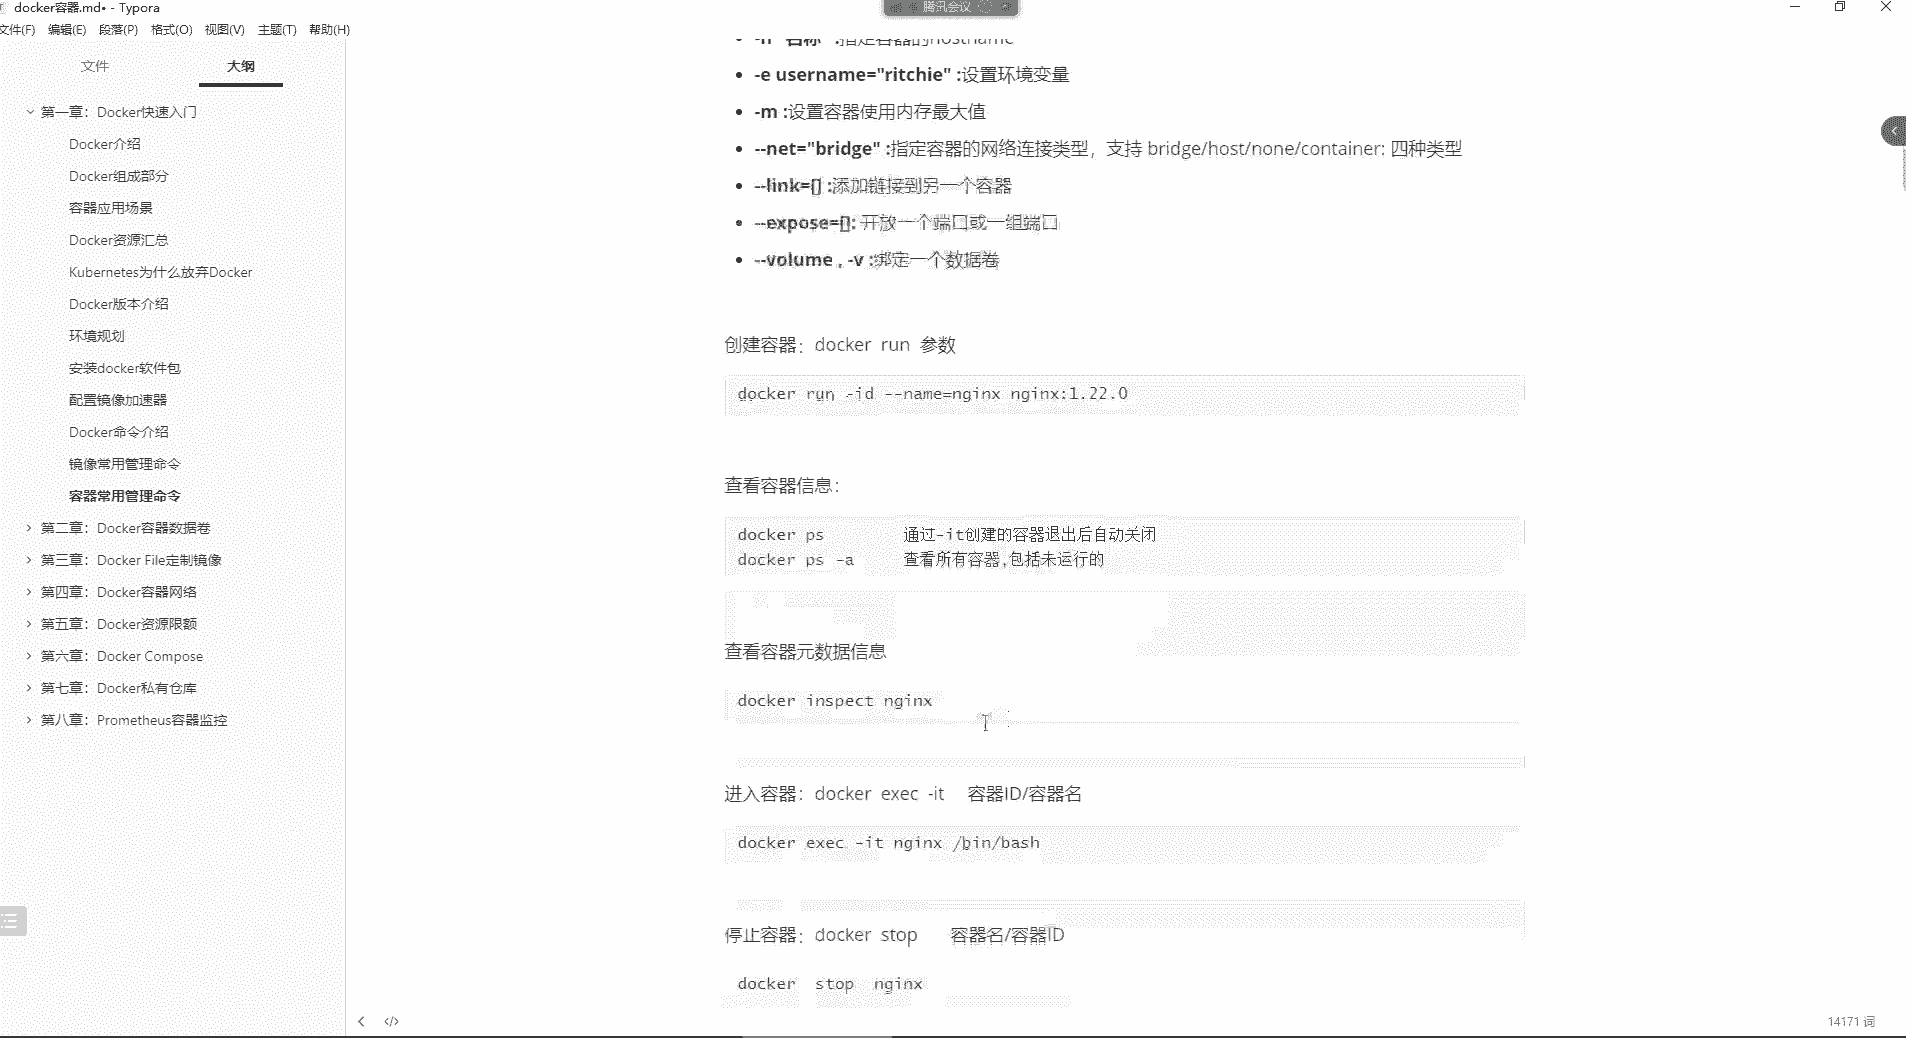 docker容器.md• - Typora
腾讯会议
文件(F) 编辑(E) 段落(P) 格式(O) 视图(V) 主题(T) 帮助(H)
文件 大纲
第一章：Docker快速入门
Docker介绍
Docker组成部分
容器应用场景
Docker资源汇总
Kubernetes为什么放弃Docker
Docker版本介绍
环境规划
安装docker软件包
配置镜像加速器
Docker命令介绍
镜像常用管理命令
容器常用管理命令
第二章：Docker容器数据卷
第三章：Docker File定制镜像
第四章：Docker容器网络
第五章：Docker资源限额
第六章：Docker Compose
第七章：Docker私有仓库
第八章：Prometheus容器监控
"名称" :指定容器的hostname
-e username="ritchie" :设置环境变量
-m :设置容器使用内存最大值
--net="bridge" :指定容器的网络连接类型，支持 bridge/host/none/container: 四种类型
--link=[] :添加链接到另一个容器
--expose=[]: 开放一个端口或一组端口
--volume , -v :绑定一个数据卷
创建容器：docker run 参数
docker run -id --name=nginx nginx:1.22.0
查看容器信息：
docker ps 通过-it创建的容器退出后自动关闭
docker ps -a 查看所有容器,包括未运行的
查看容器元数据信息
docker inspect nginx
进入容器：docker exec -it 容器ID/容器名
docker exec -it nginx /bin/bash
停止容器：docker stop 容器名/容器ID
docker stop nginx
14171 词